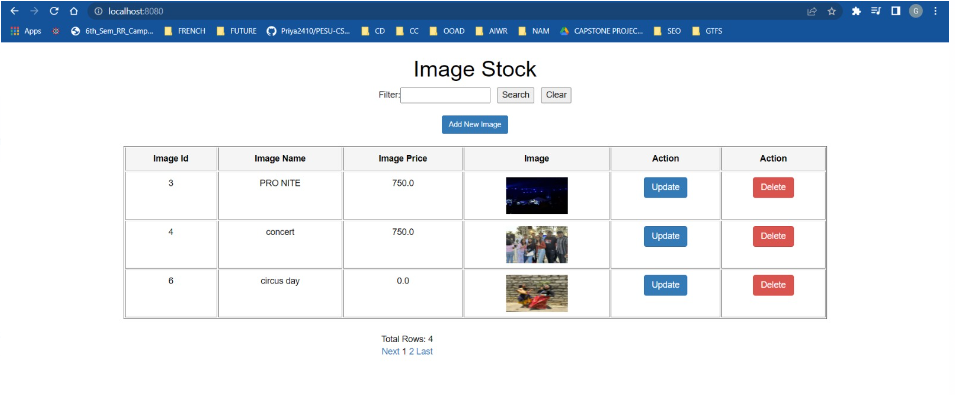 localhost:8080
Apps 6th_Sem_RR_Camp... FRENCH FUTURE Priya2410/PESU-CS... CD CC OOAD AIWR NAM CAPSTONE PROJEC... SEO GTFS
Image Stock
Filter: Search Clear
Add New Image
Image Id Image Name Image Price Image Action Action
3 PRO NITE 750.0 Update Delete
4 concert 750.0 Update Delete
6 circus day 0.0 Update Delete
Total Rows: 4
Next 1 2 Last